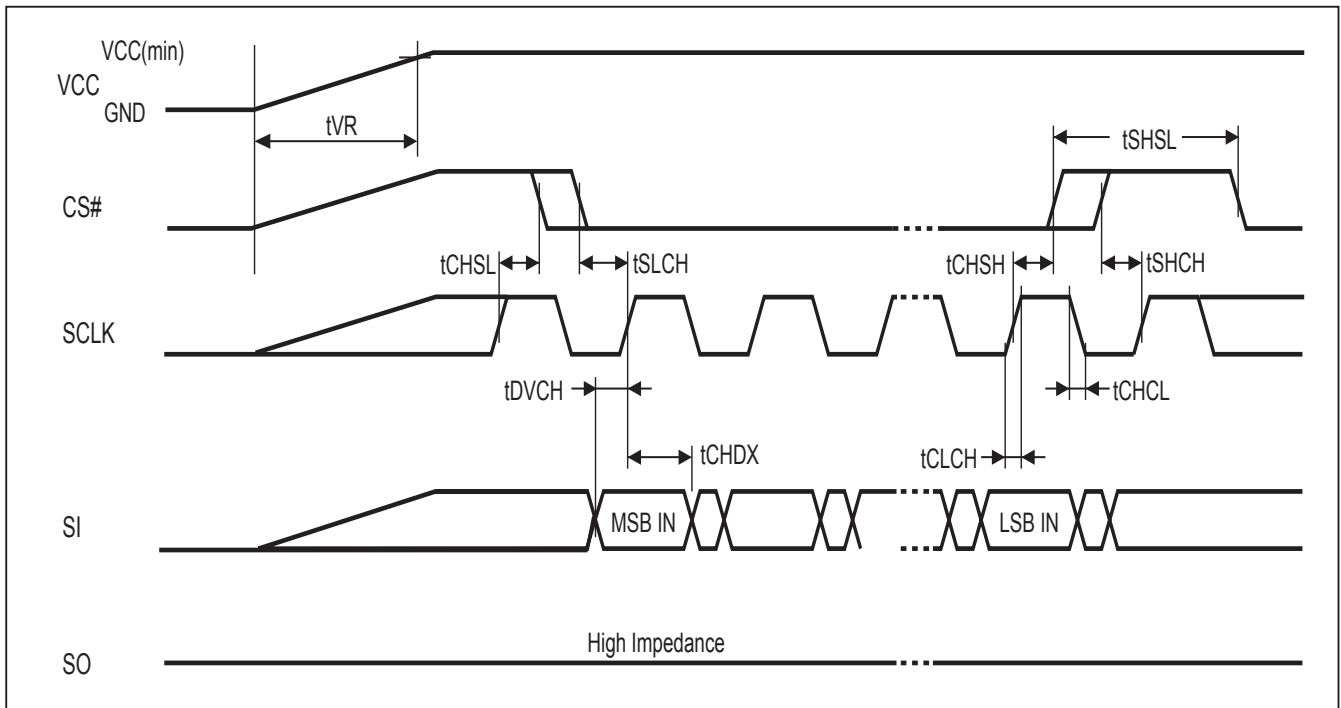 VCC(min)
VCC
GND
tVR
tSHSL
CS#
tCHSL
tSLCH
tCHSH
tSHCH
SCLK
tDVCH
tCHCL
tCHDX
tCLCH
SI
MSB IN
LSB IN
High Impedance
SO